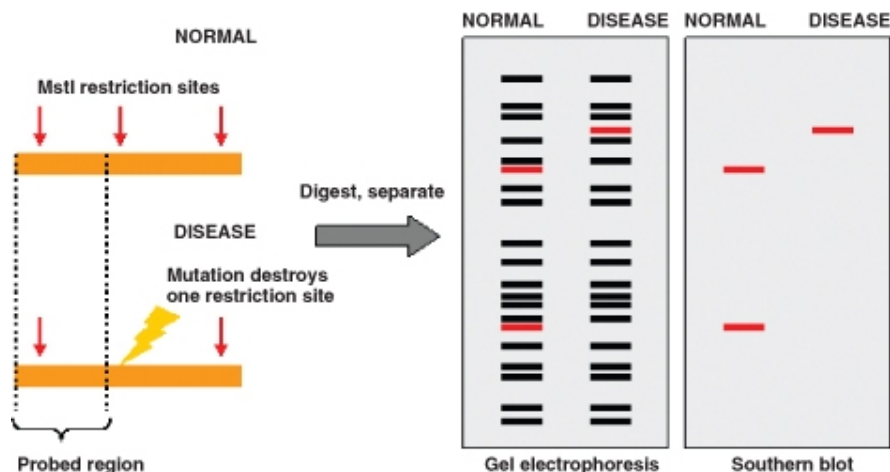 NORMAL
MstI restriction sites
DISEASE
Mutation destroys
one restriction site
Probed region
Digest, separate
NORMAL DISEASE
Gel electrophoresis
NORMAL DISEASE
Southern blot